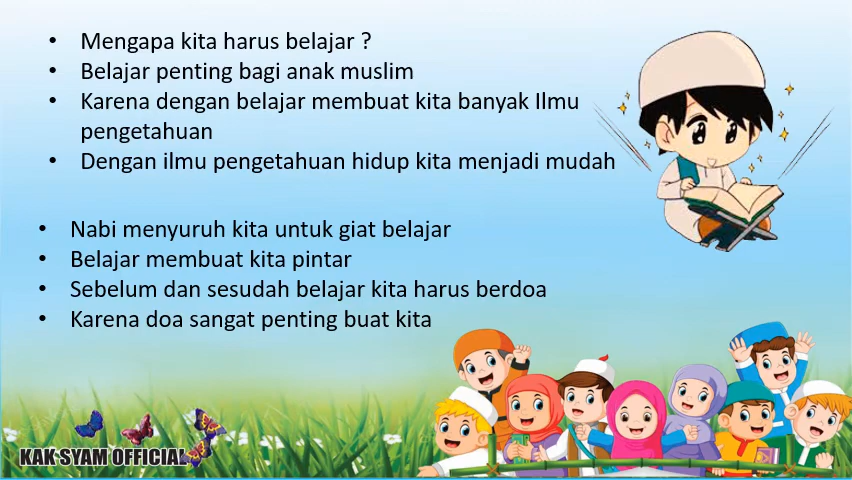 • Mengapa kita harus belajar ?
• Belajar penting bagi anak muslim
• Karena dengan belajar membuat kita banyak Ilmu
pengetahuan
• Dengan ilmu pengetahuan hidup kita menjadi mudah
• Nabi menyuruh kita untuk giat belajar
• Belajar membuat kita pintar
• Sebelum dan sesudah belajar kita harus berdoa
• Karena doa sangat penting buat kita
KAK SYAM OFFICIAL